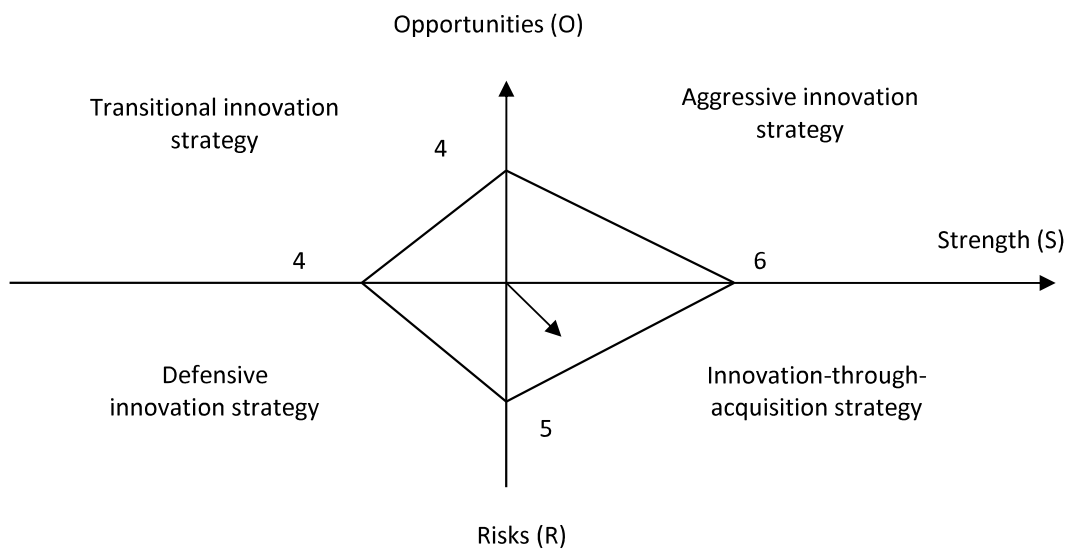 Opportunities (O)
Transitional innovation
strategy
Aggressive innovation
strategy
4
Strength (S)
4
6
Defensive
innovation strategy
Innovation-through-
acquisition strategy
5
Risks (R)